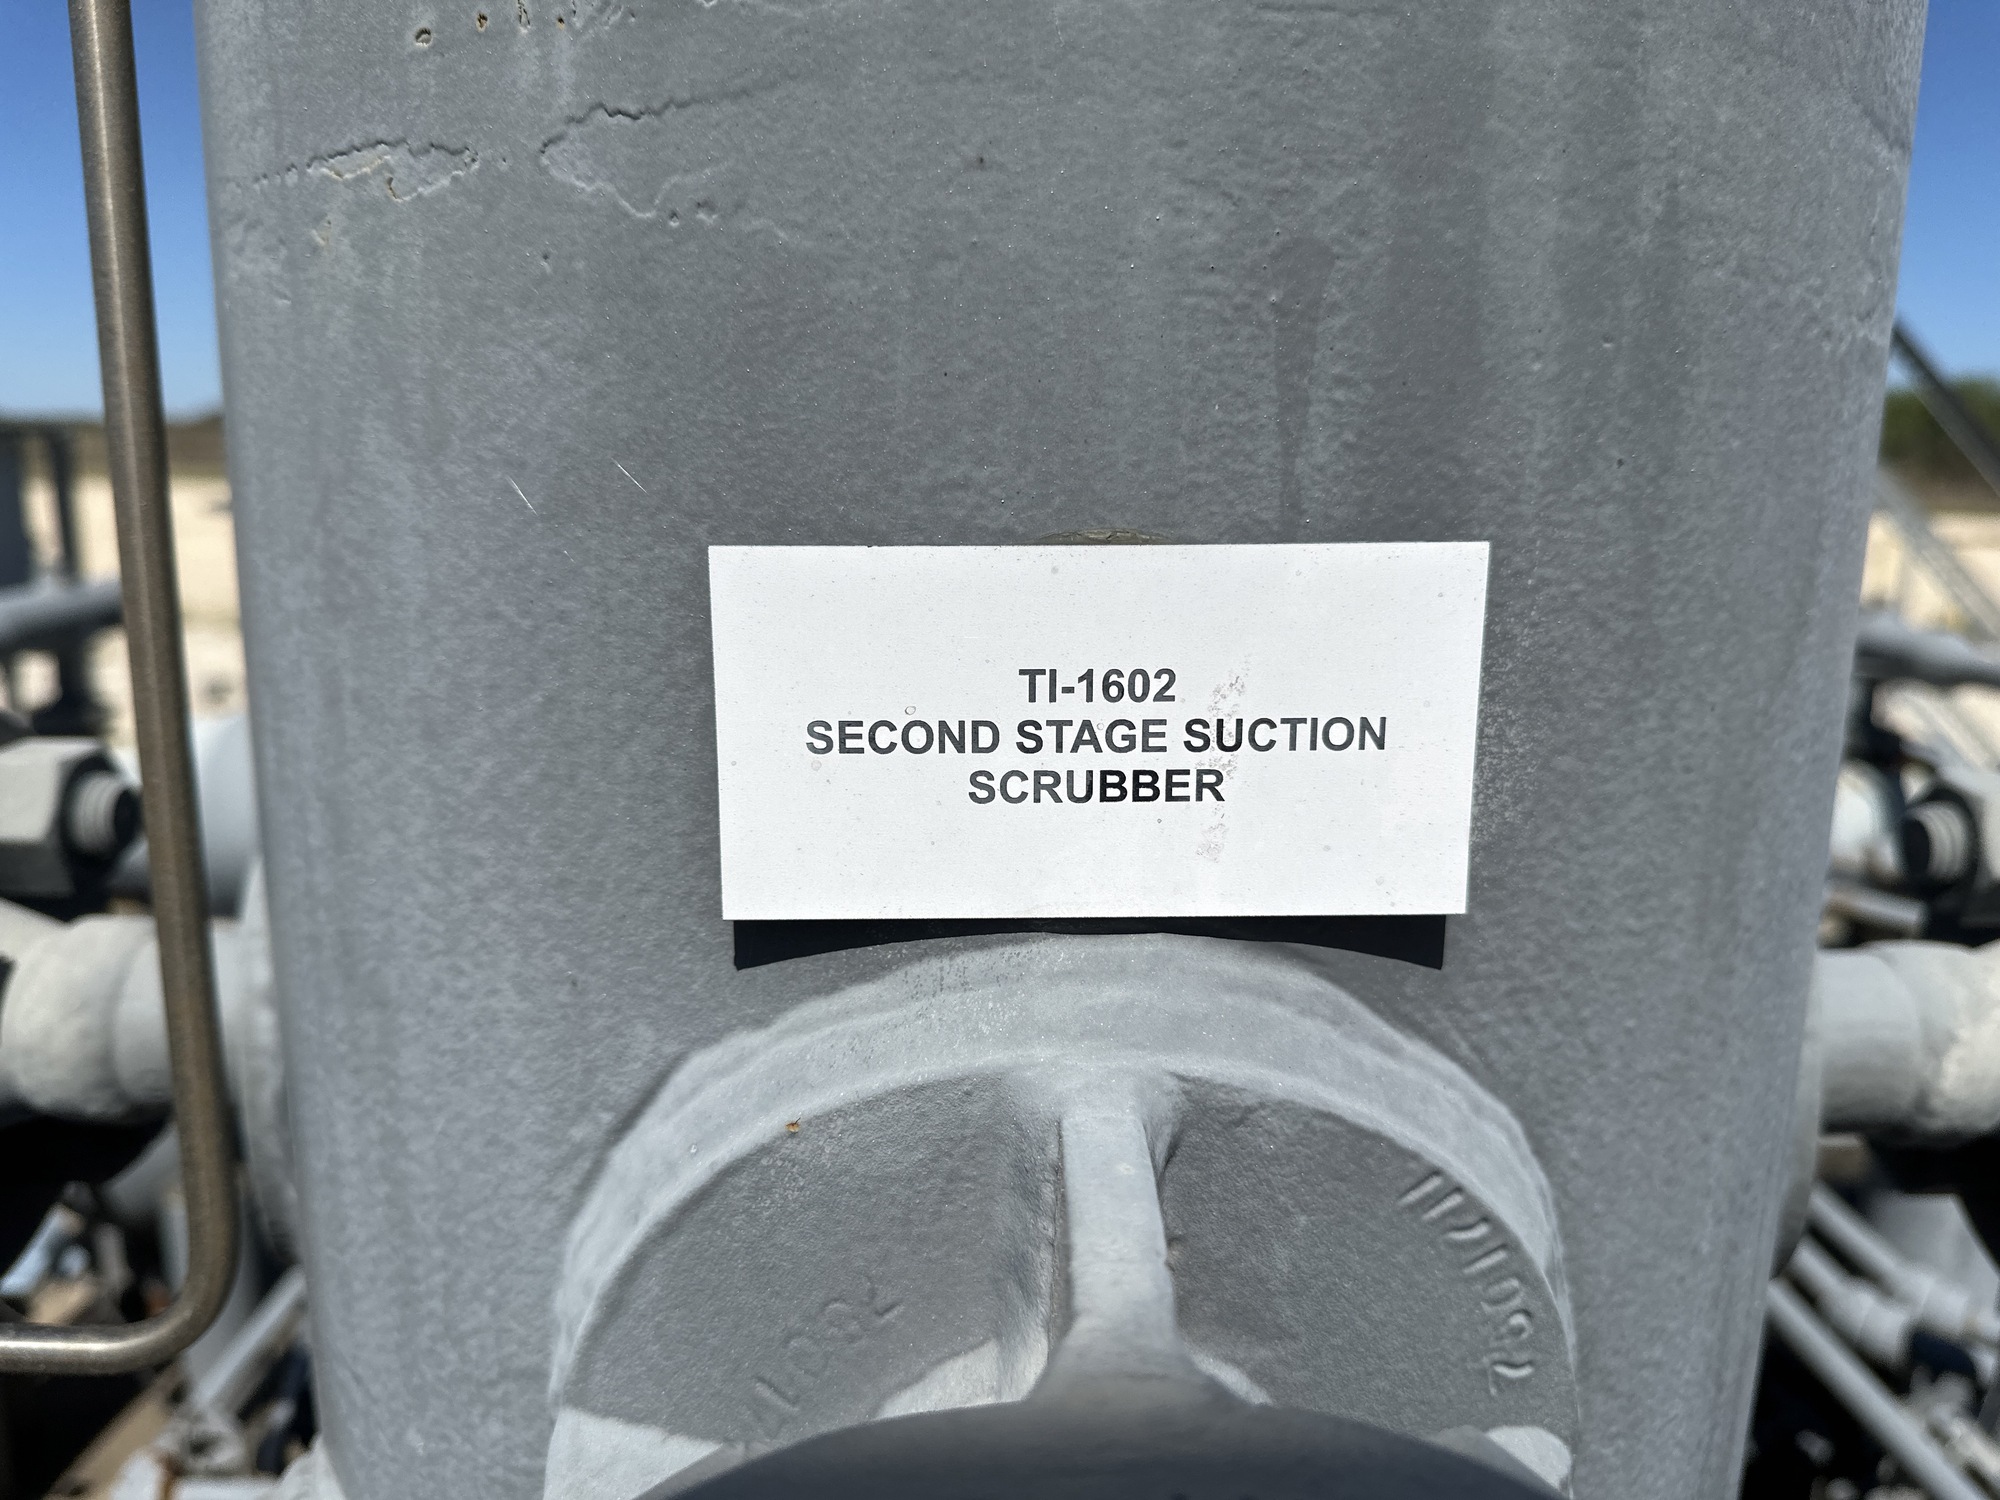 TI-1602
SECOND STAGE SUCTION
SCRUBBER